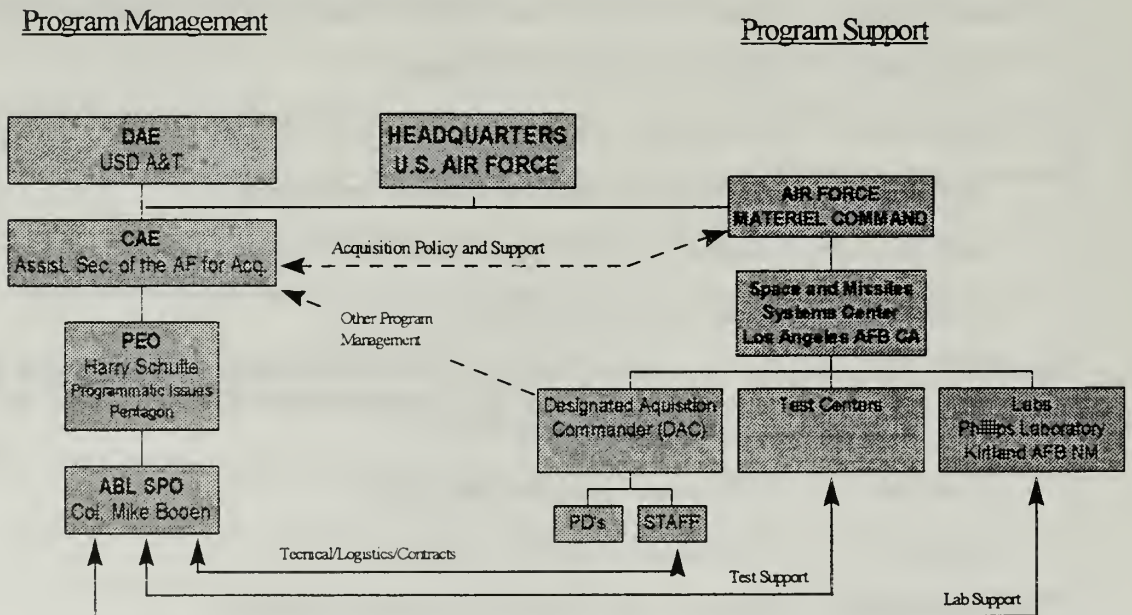 Program Management
Program Support
DAE
USD A&T
HEADQUARTERS
U.S. AIR FORCE
AIR FORCE
MATERIEL COMMAND
CAE
Assist. Sec. of the AF for Acq.
Acquisition Policy and Support
Space and Missiles
Systems Center
Los Angeles AFB CA
Other Program
Management
PEO
Harry Schulte
Programmatic Issues
Pentagon
Designated Aquisition
Commander (DAC)
Test Centers
Labs
Phillips Laboratory
Kirtland AFB NM
ABL SPO
Col. Mike Booen
PD's
STAFF
Tecnical/Logistics/Contracts
Test Support
Lab Support